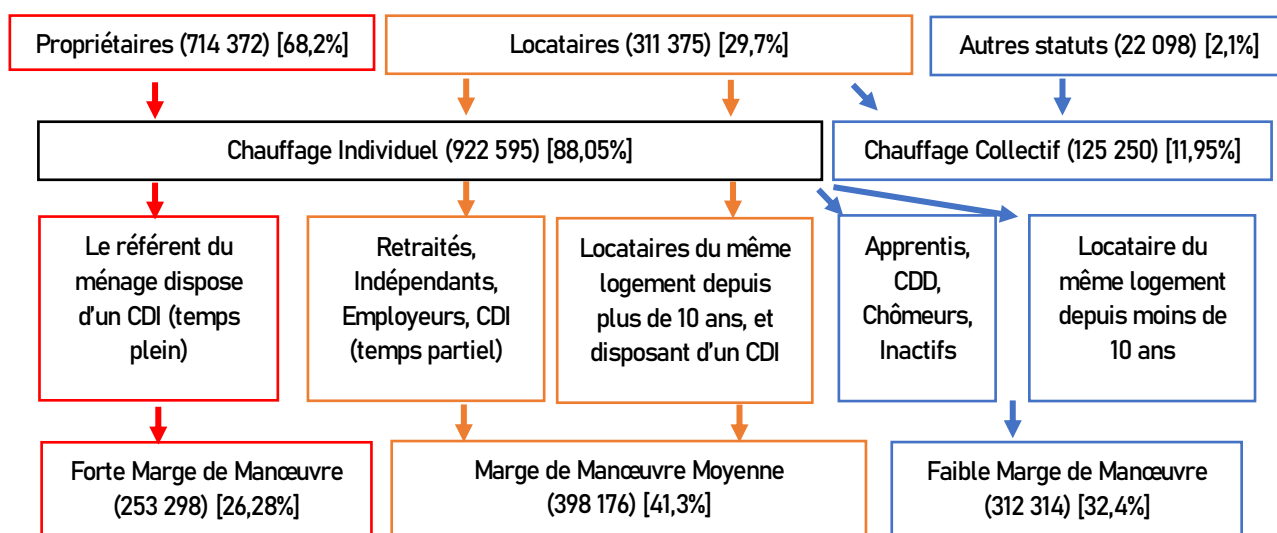 Propriétaires (714 372) [68,2%]
Locataires (311 375) [29,7%]
Autres statuts (22 098) [2,1%]
Chauffage Individuel (922 595) [88,05%]
Chauffage Collectif (125 250) [11,95%]
Le référent du
ménage dispose
d'un CDI (temps
plein)
Retraités,
Indépendants,
Employeurs, CDI
(temps partiel)
Locataires du même
logement depuis
plus de 10 ans, et
disposant d'un CDI
Apprentis,
CDD,
Chômeurs,
Inactifs
Locataire du
même logement
depuis moins de
10 ans
Forte Marge de Manœuvre
(253 298) [26,28%]
Marge de Manœuvre Moyenne
(398 176) [41,3%]
Faible Marge de Manœuvre
(312 314) [32,4%]